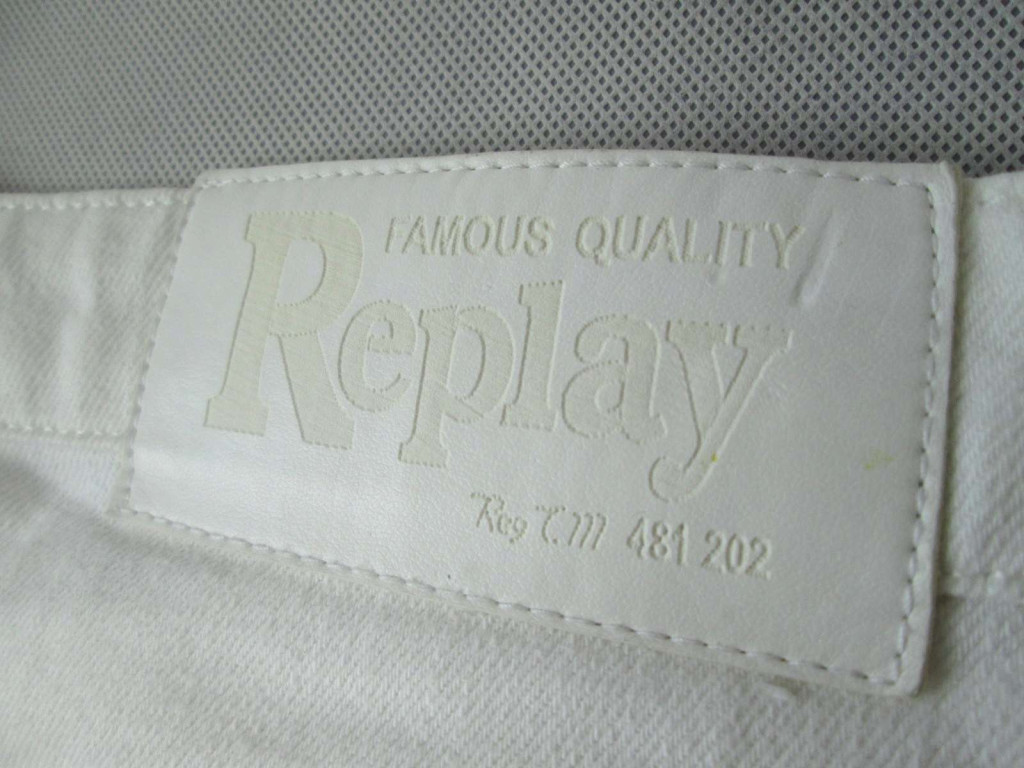 FAMOUS QUALITY
Replay
Reg TM 481 202